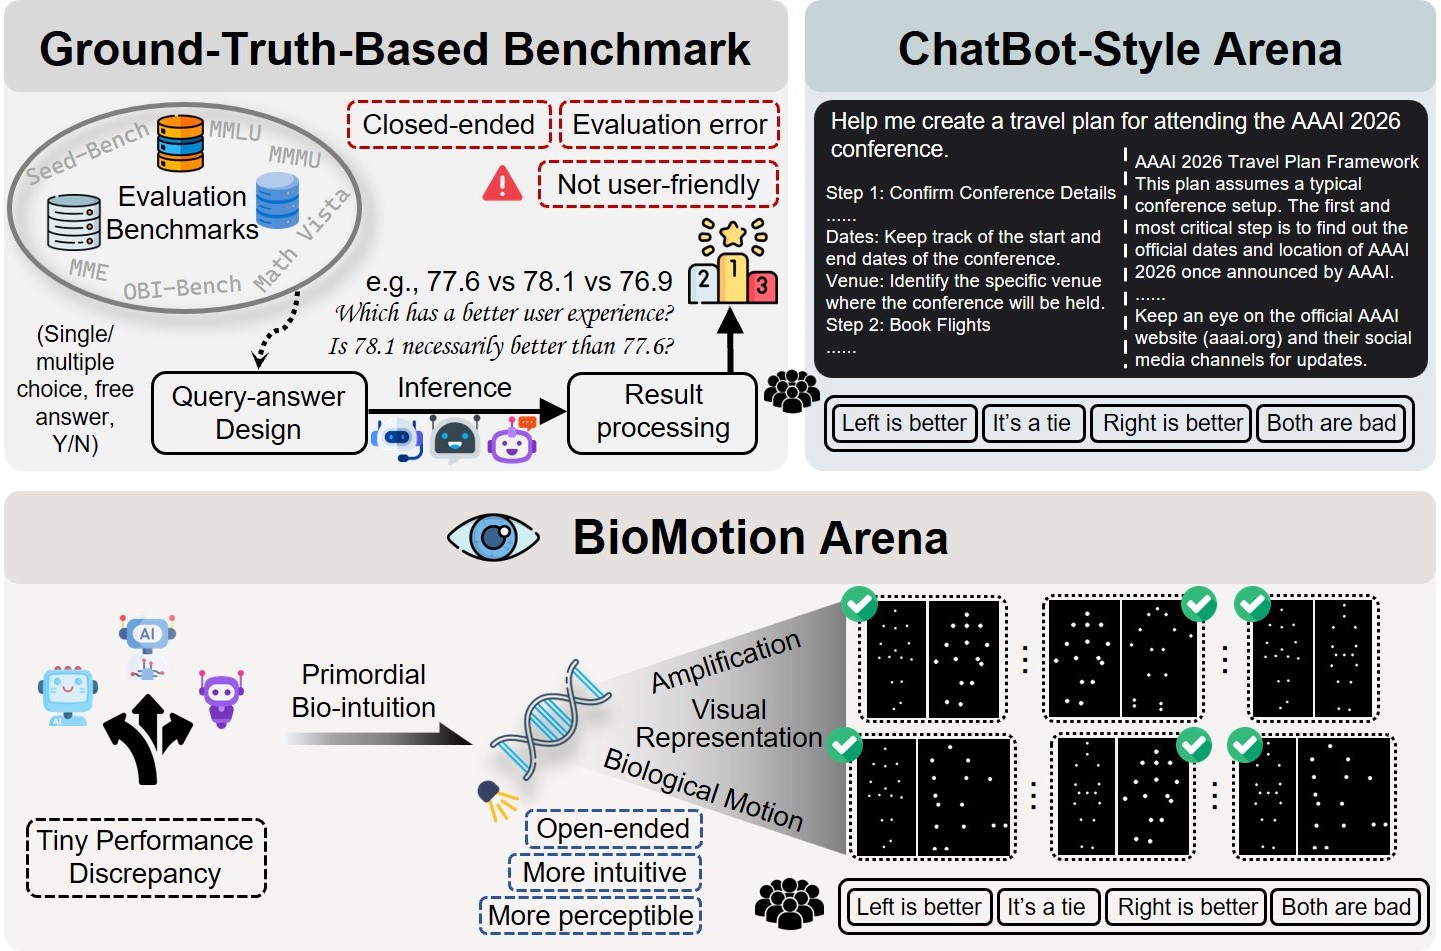 Ground-Truth-Based Benchmark
Seed-Bench
MMLU
MMMU
Evaluation
Benchmarks
Math Vista
MME
OBI-Bench
Closed-ended
Evaluation error
Not user-friendly
e.g., 77.6 vs 78.1 vs 76.9
2
1
3
Which has a better user experience?
Is 78.1 necessarily better than 77.6?
(Single/
multiple
choice, free
answer,
Y/N)
Query-answer
Design
Inference
Result
processing
ChatBot-Style Arena
Help me create a travel plan for attending the AAAI 2026
conference.
Step 1: Confirm Conference Details
......
Dates: Keep track of the start and
end dates of the conference.
Venue: Identify the specific venue
where the conference will be held.
Step 2: Book Flights
......
AAAI 2026 Travel Plan Framework
This plan assumes a typical
conference setup. The first and
most critical step is to find out the
official dates and location of AAAI
2026 once announced by AAAI.
......
Keep an eye on the official AAAI
website (aaai.org) and their social
media channels for updates.
Left is better
It's a tie
Right is better
Both are bad
BioMotion Arena
AI
AI
Tiny Performance
Discrepancy
Primordial
Bio-intuition
Amplification
Visual
Representation
Biological Motion
Open-ended
More intuitive
More perceptible
Left is better
It's a tie
Right is better
Both are bad